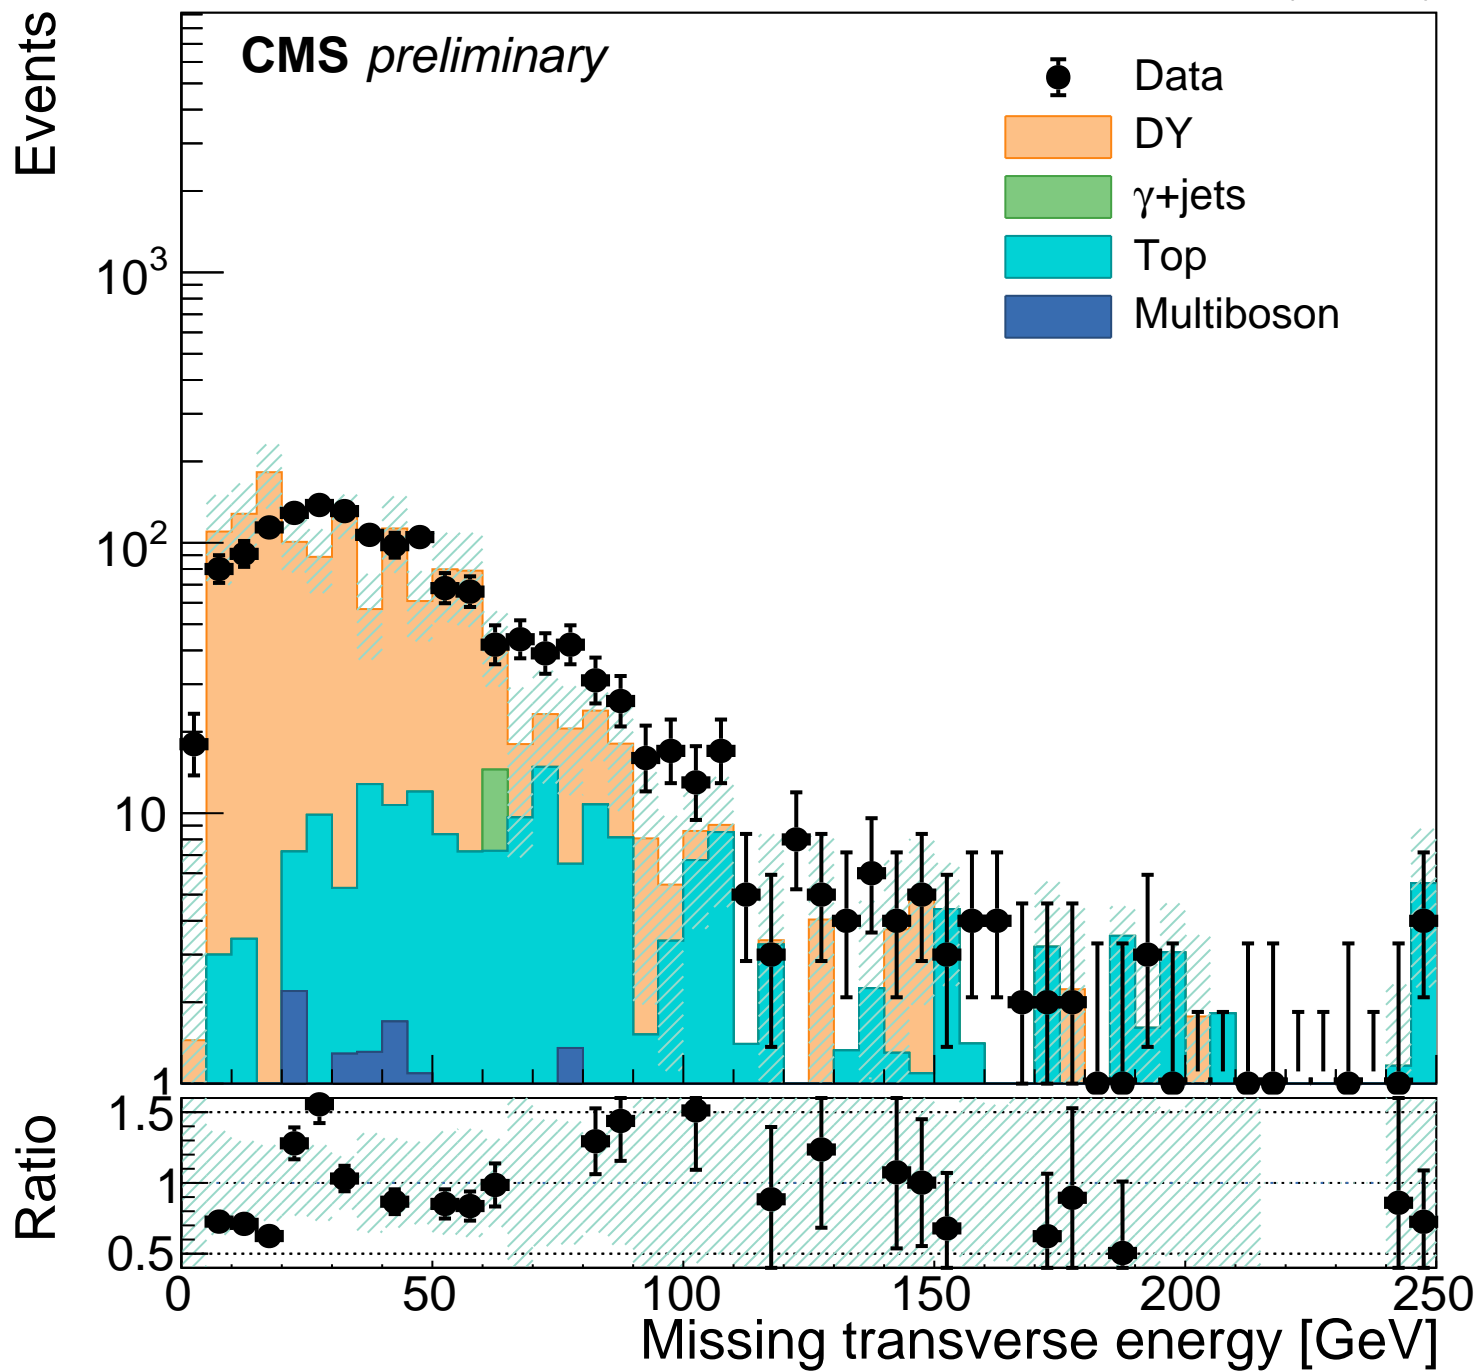 CMS preliminary
Events
Data
DY
γ+jets
Top
Multiboson
10³
10²
10
1
Ratio
1.5
1
0.5
0 50 100 150 200 250
Missing transverse energy [GeV]